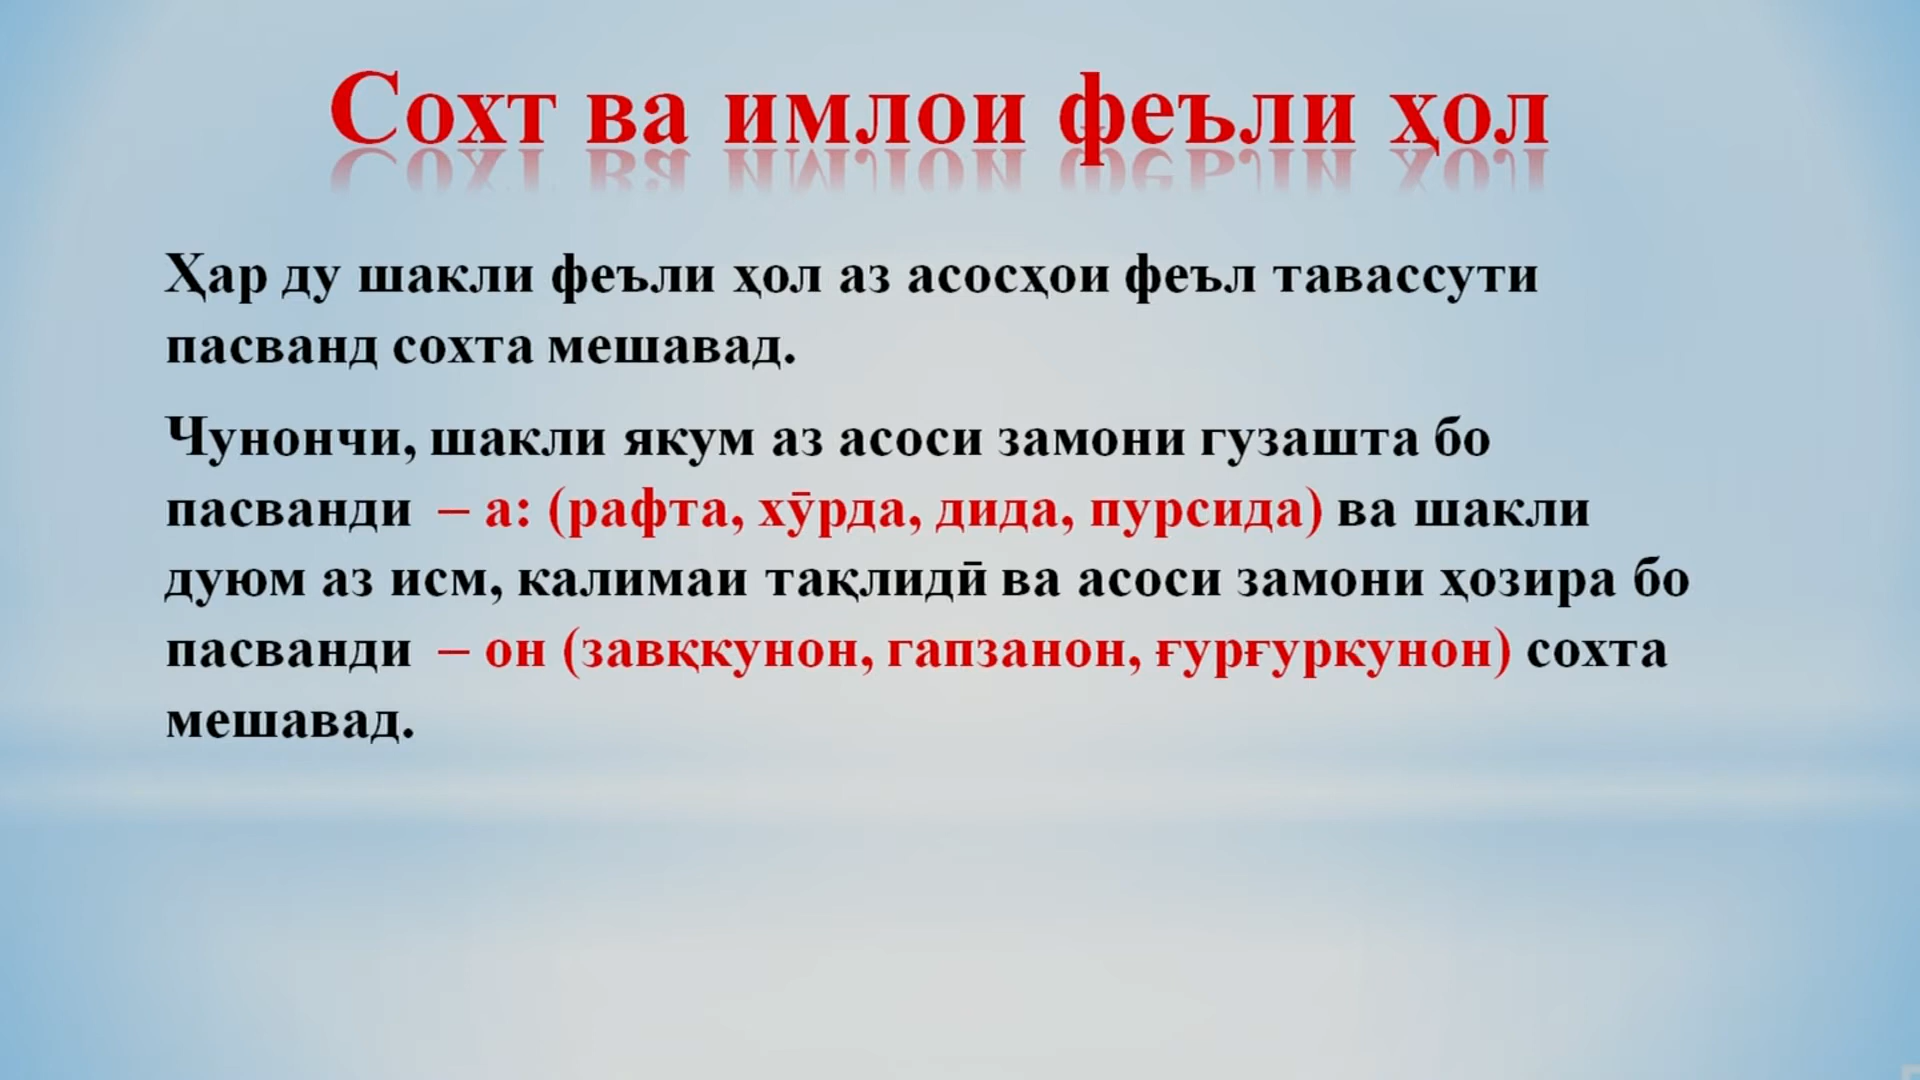 Сохт ва имлои феъли ҳол
Ҳар ду шакли феъли ҳол аз асосҳои феъл тавассути
пасванд сохта мешавад.
Чунончи, шакли якум аз асоси замони гузашта бо
пасванди – а: (рафта, хӯрда, дида, пурсида) ва шакли
дуюм аз исм, калимаи тақлидӣ ва асоси замони ҳозира бо
пасванди – он (завққунон, гапзанон, ғурғуркунон) сохта
мешавад.